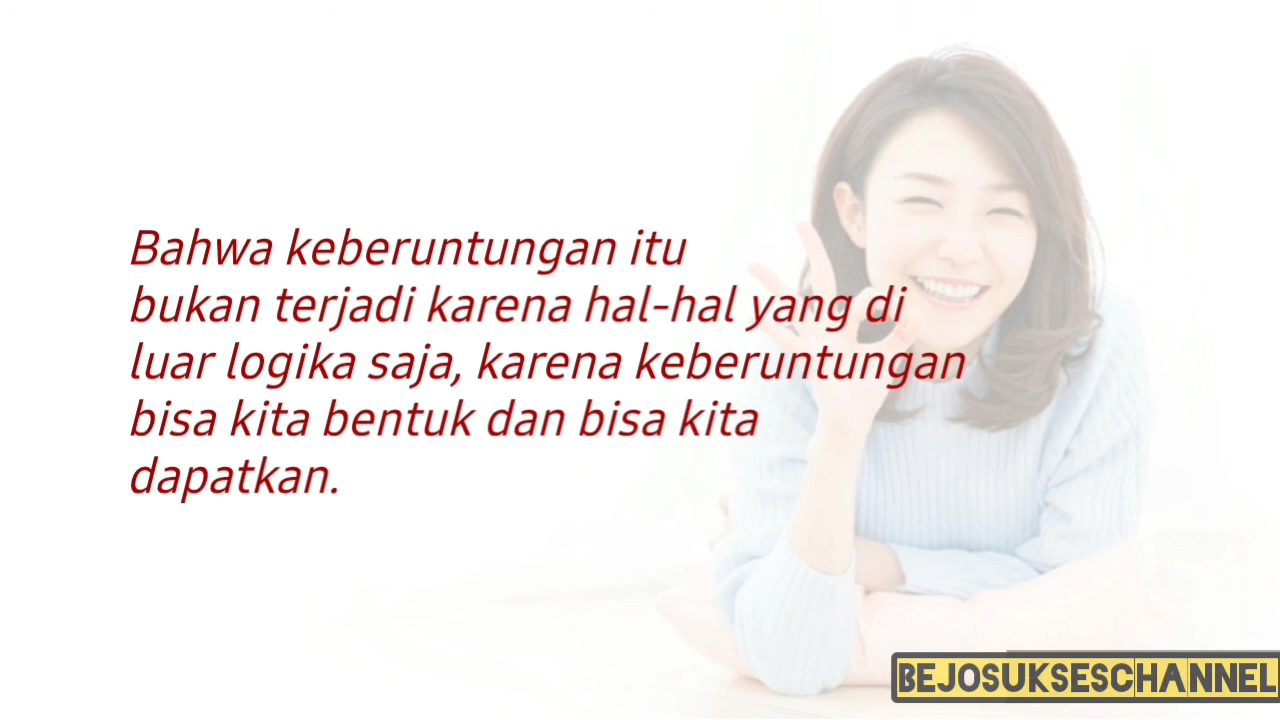 Bahwa keberuntungan itu
bukan terjadi karena hal-hal yang di
luar logika saja, karena keberuntungan
bisa kita bentuk dan bisa kita
dapatkan.
BEJOSUKSESCHANNEL